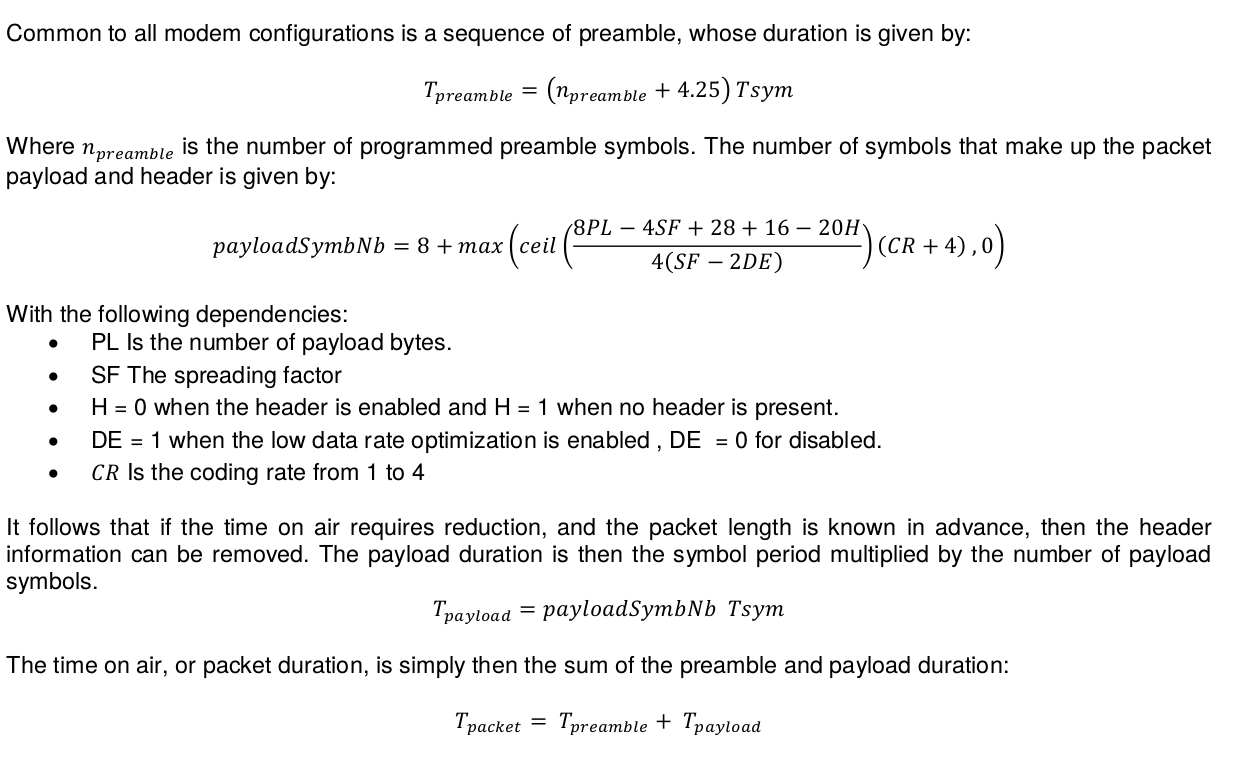 Common to all modem configurations is a sequence of preamble, whose duration is given by:
T_preamble = (n_preamble + 4.25) Tsym
Where n_preamble is the number of programmed preamble symbols. The number of symbols that make up the packet
payload and header is given by:
payloadSymbNb = 8 + max(ceil((8PL − 4SF + 28 + 16 − 20H)/(4(SF − 2DE)))(CR + 4), 0)
With the following dependencies:
• PL Is the number of payload bytes.
• SF The spreading factor
• H = 0 when the header is enabled and H = 1 when no header is present.
• DE = 1 when the low data rate optimization is enabled , DE = 0 for disabled.
• CR Is the coding rate from 1 to 4
It follows that if the time on air requires reduction, and the packet length is known in advance, then the header
information can be removed. The payload duration is then the symbol period multiplied by the number of payload
symbols.
T_payload = payloadSymbNb Tsym
The time on air, or packet duration, is simply then the sum of the preamble and payload duration:
T_packet = T_preamble + T_payload